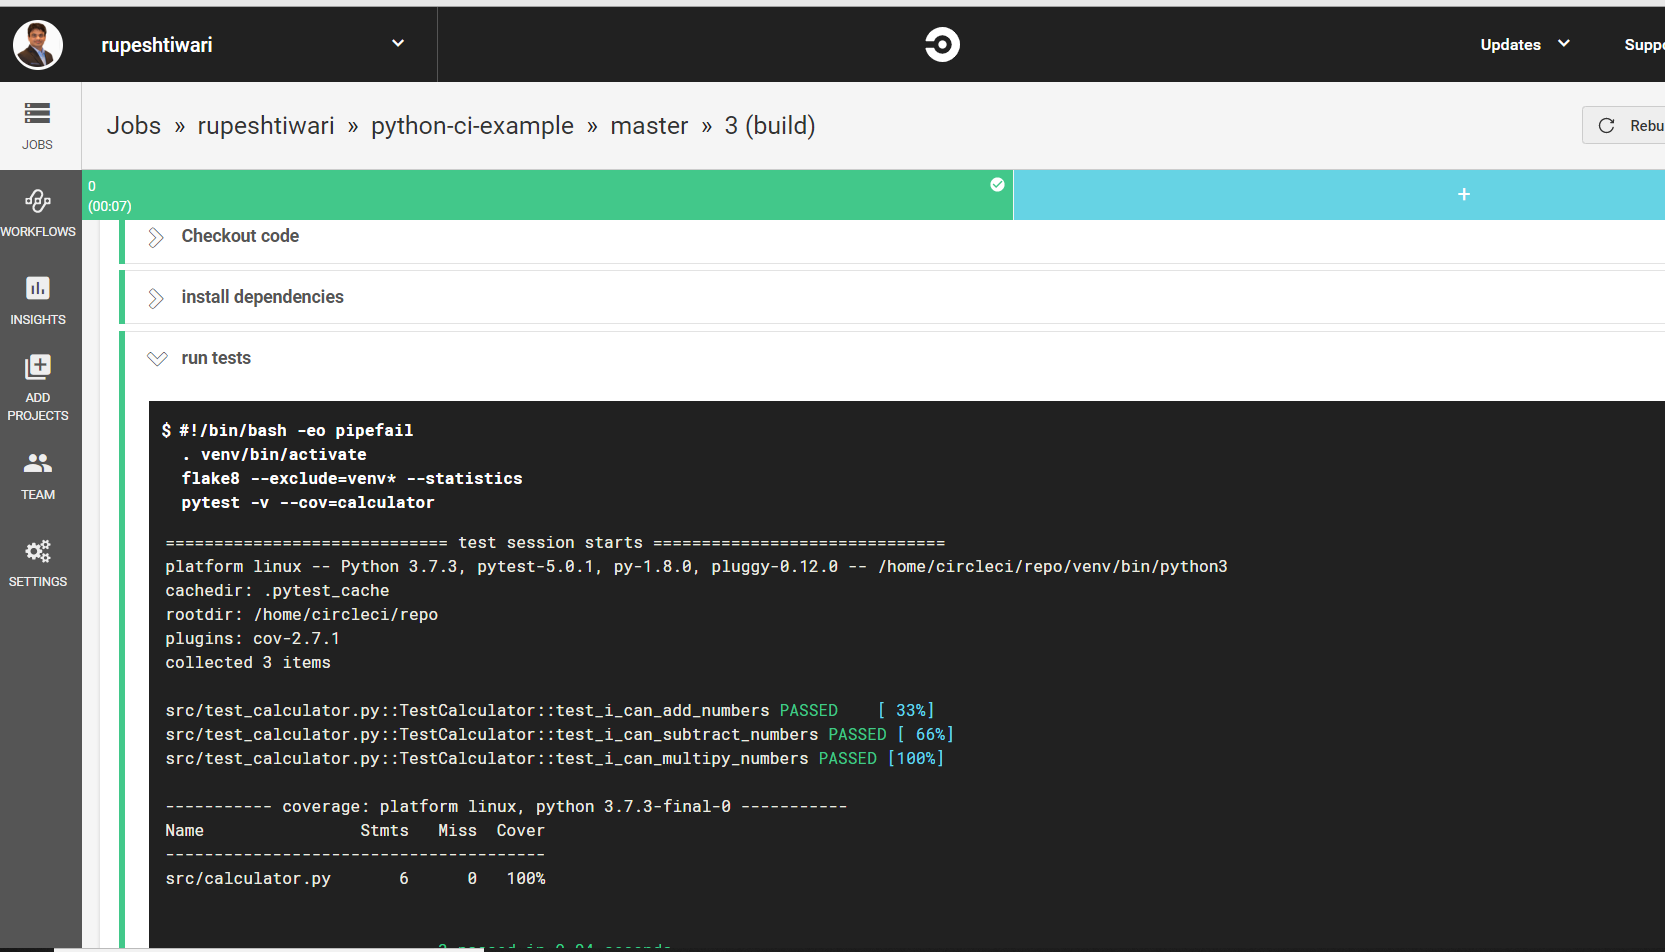 rupeshtiwari
Updates
JOBS
Jobs » rupeshtiwari » python-ci-example » master » 3 (build)
0
(00:07)
+
WORKFLOWS
INSIGHTS
ADD
PROJECTS
TEAM
SETTINGS
Checkout code
install dependencies
run tests
$ #!/bin/bash -eo pipefail
. venv/bin/activate
flake8 --exclude=venv* --statistics
pytest -v --cov=calculator
============================= test session starts ==============================
platform linux -- Python 3.7.3, pytest-5.0.1, py-1.8.0, pluggy-0.12.0 -- /home/circleci/repo/venv/bin/python3
cachedir: .pytest_cache
rootdir: /home/circleci/repo
plugins: cov-2.7.1
collected 3 items
src/test_calculator.py::TestCalculator::test_i_can_add_numbers PASSED    [ 33%]
src/test_calculator.py::TestCalculator::test_i_can_subtract_numbers PASSED [ 66%]
src/test_calculator.py::TestCalculator::test_i_can_multipy_numbers PASSED [100%]
----------- coverage: platform linux, python 3.7.3-final-0 -----------
Name                Stmts   Miss  Cover
---------------------------------------
src/calculator.py       6      0   100%